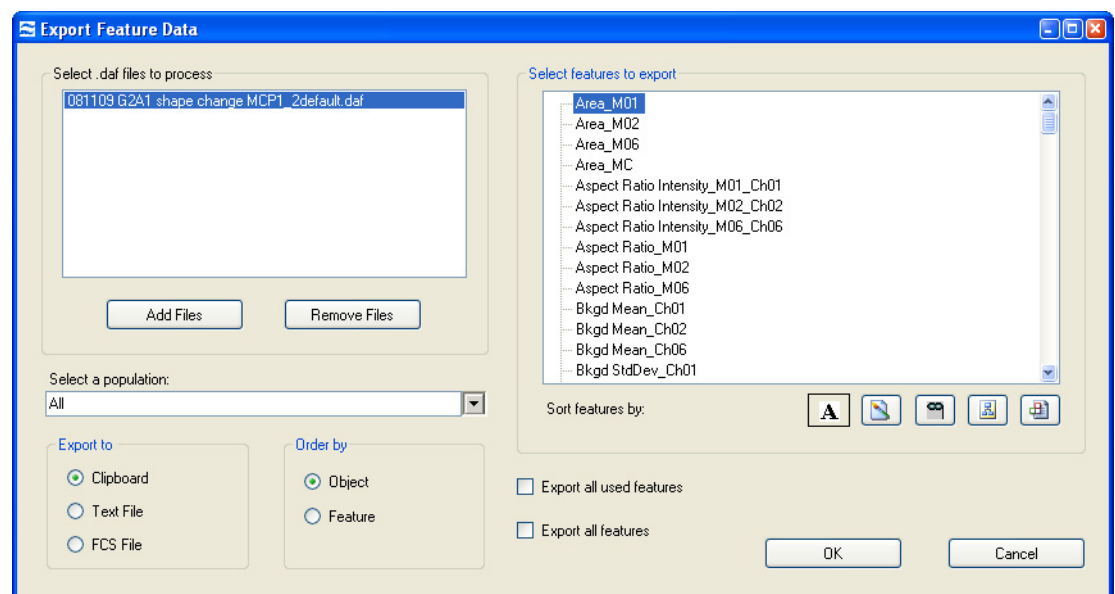 Export Feature Data
Select .daf files to process
081109 G2A1 shape change MCP1_2default.daf
Add Files
Remove Files
Select a population:
All
Export to
Clipboard
Text File
FCS File
Order by
Object
Feature
Select features to export
Area_M01
Area_M02
Area_M06
Area_MC
Aspect Ratio Intensity_M01_Ch01
Aspect Ratio Intensity_M02_Ch02
Aspect Ratio Intensity_M06_Ch06
Aspect Ratio_M01
Aspect Ratio_M02
Aspect Ratio_M06
Bkgd Mean_Ch01
Bkgd Mean_Ch02
Bkgd Mean_Ch06
Bkgd StdDev_Ch01
Sort features by:
A
Export all used features
Export all features
OK
Cancel